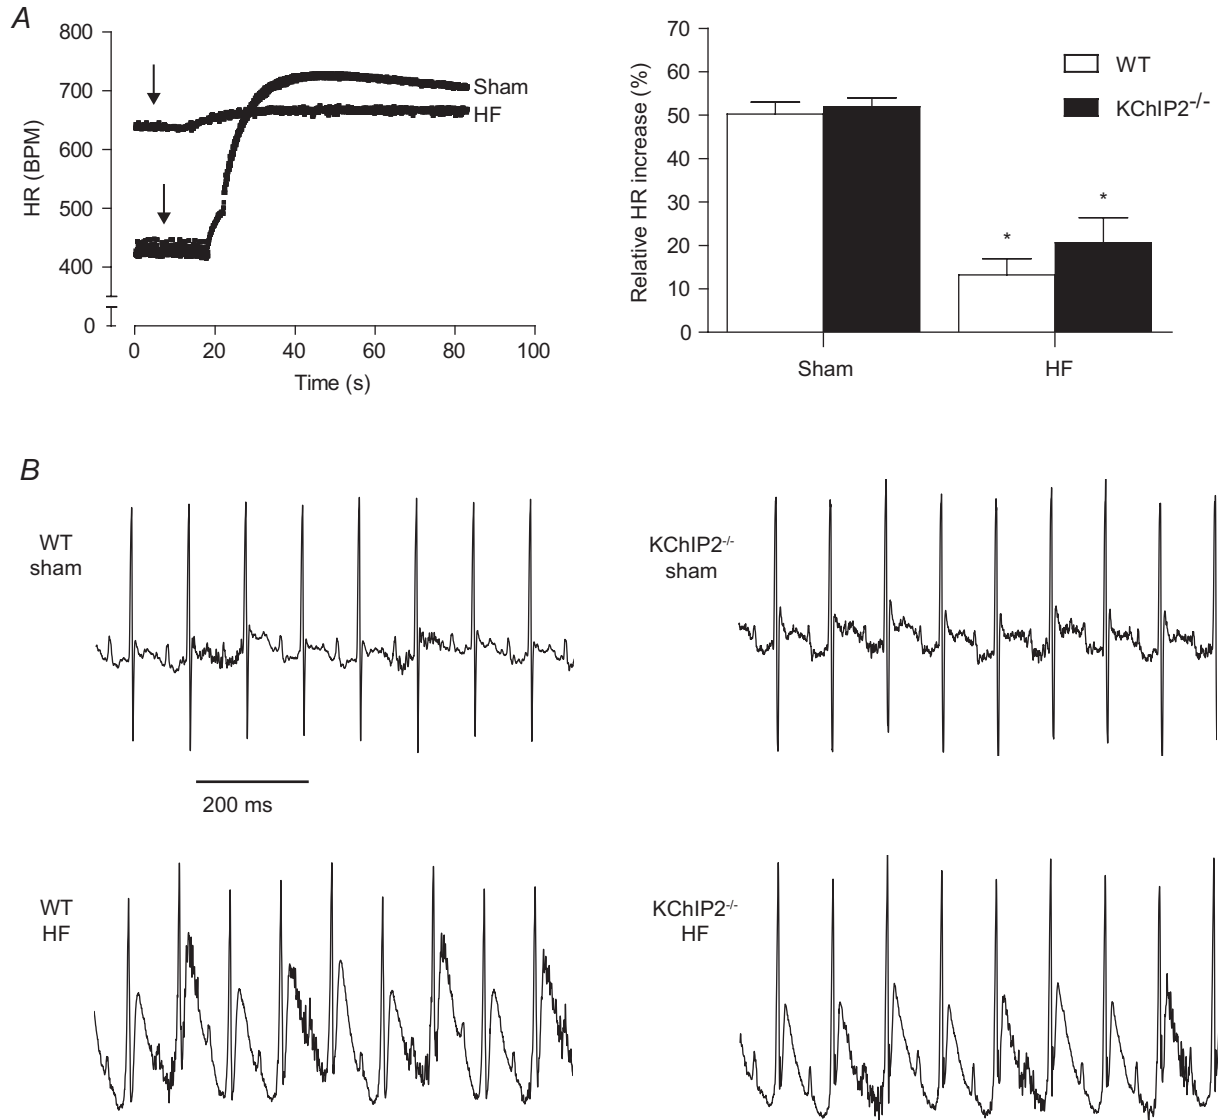 A
800
700
600
500
400
0
HR (BPM)
Sham
HF
0 20 40 60 80 100
Time (s)
70
60
50
40
30
20
10
0
Relative HR increase (%)
WT
KChIP2-/-
*
*
Sham HF
B
WT
sham
KChIP2-/-
sham
200 ms
WT
HF
KChIP2-/-
HF